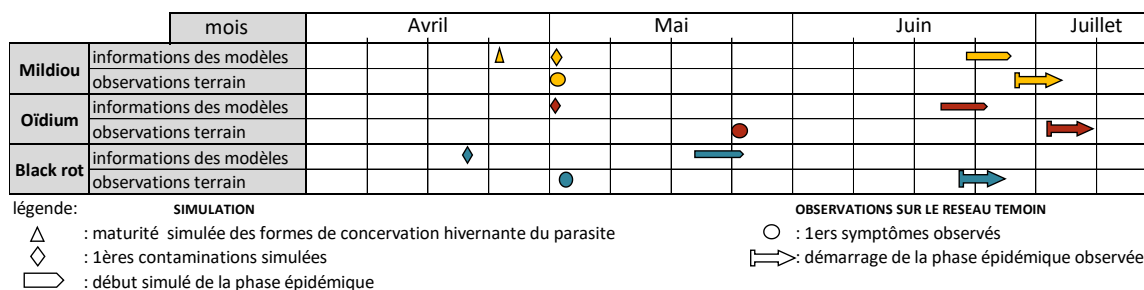 mois Avril Mai Juin Juillet
Mildiou
informations des modèles
observations terrain
Oïdium
informations des modèles
observations terrain
Black rot
informations des modèles
observations terrain
légende: SIMULATION OBSERVATIONS SUR LE RESEAU TEMOIN
: maturité simulée des formes de concervation hivernante du parasite : 1ers symptômes observés
: 1ères contaminations simulées : démarrage de la phase épidémique observée
: début simulé de la phase épidémique